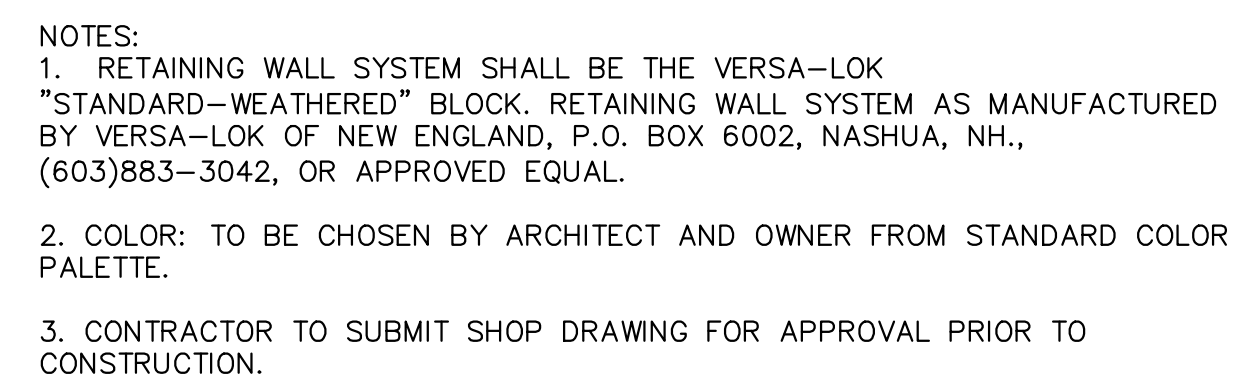 NOTES:
1. RETAINING WALL SYSTEM SHALL BE THE VERSA-LOK
"STANDARD-WEATHERED" BLOCK. RETAINING WALL SYSTEM AS MANUFACTURED
BY VERSA-LOK OF NEW ENGLAND, P.O. BOX 6002, NASHUA, NH.,
(603)883-3042, OR APPROVED EQUAL.
2. COLOR: TO BE CHOSEN BY ARCHITECT AND OWNER FROM STANDARD COLOR
PALETTE.
3. CONTRACTOR TO SUBMIT SHOP DRAWING FOR APPROVAL PRIOR TO
CONSTRUCTION.